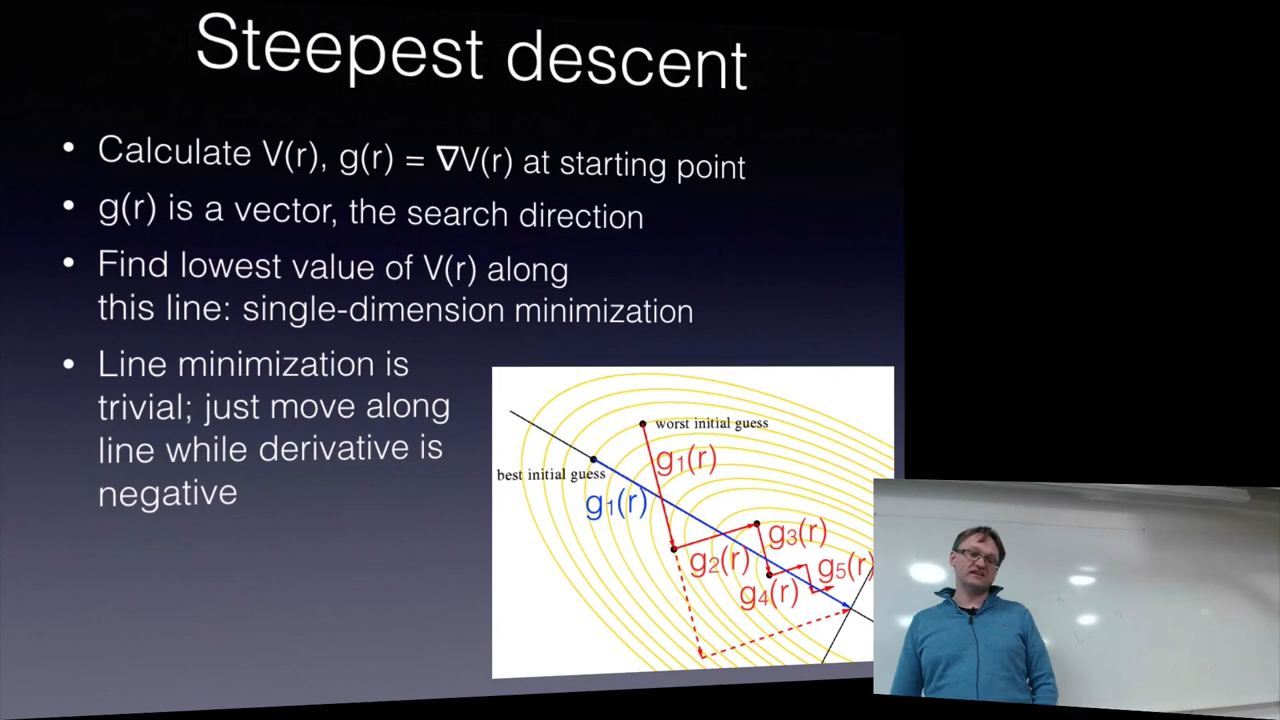 Steepest descent
• Calculate V(r), g(r) = ∇V(r) at starting point
• g(r) is a vector, the search direction
• Find lowest value of V(r) along
this line: single-dimension minimization
• Line minimization is
trivial; just move along
line while derivative is
negative
worst initial guess
g₁(r)
best initial guess
g₁(r)
g₂(r)
g₃(r)
g₄(r)
g₅(r)